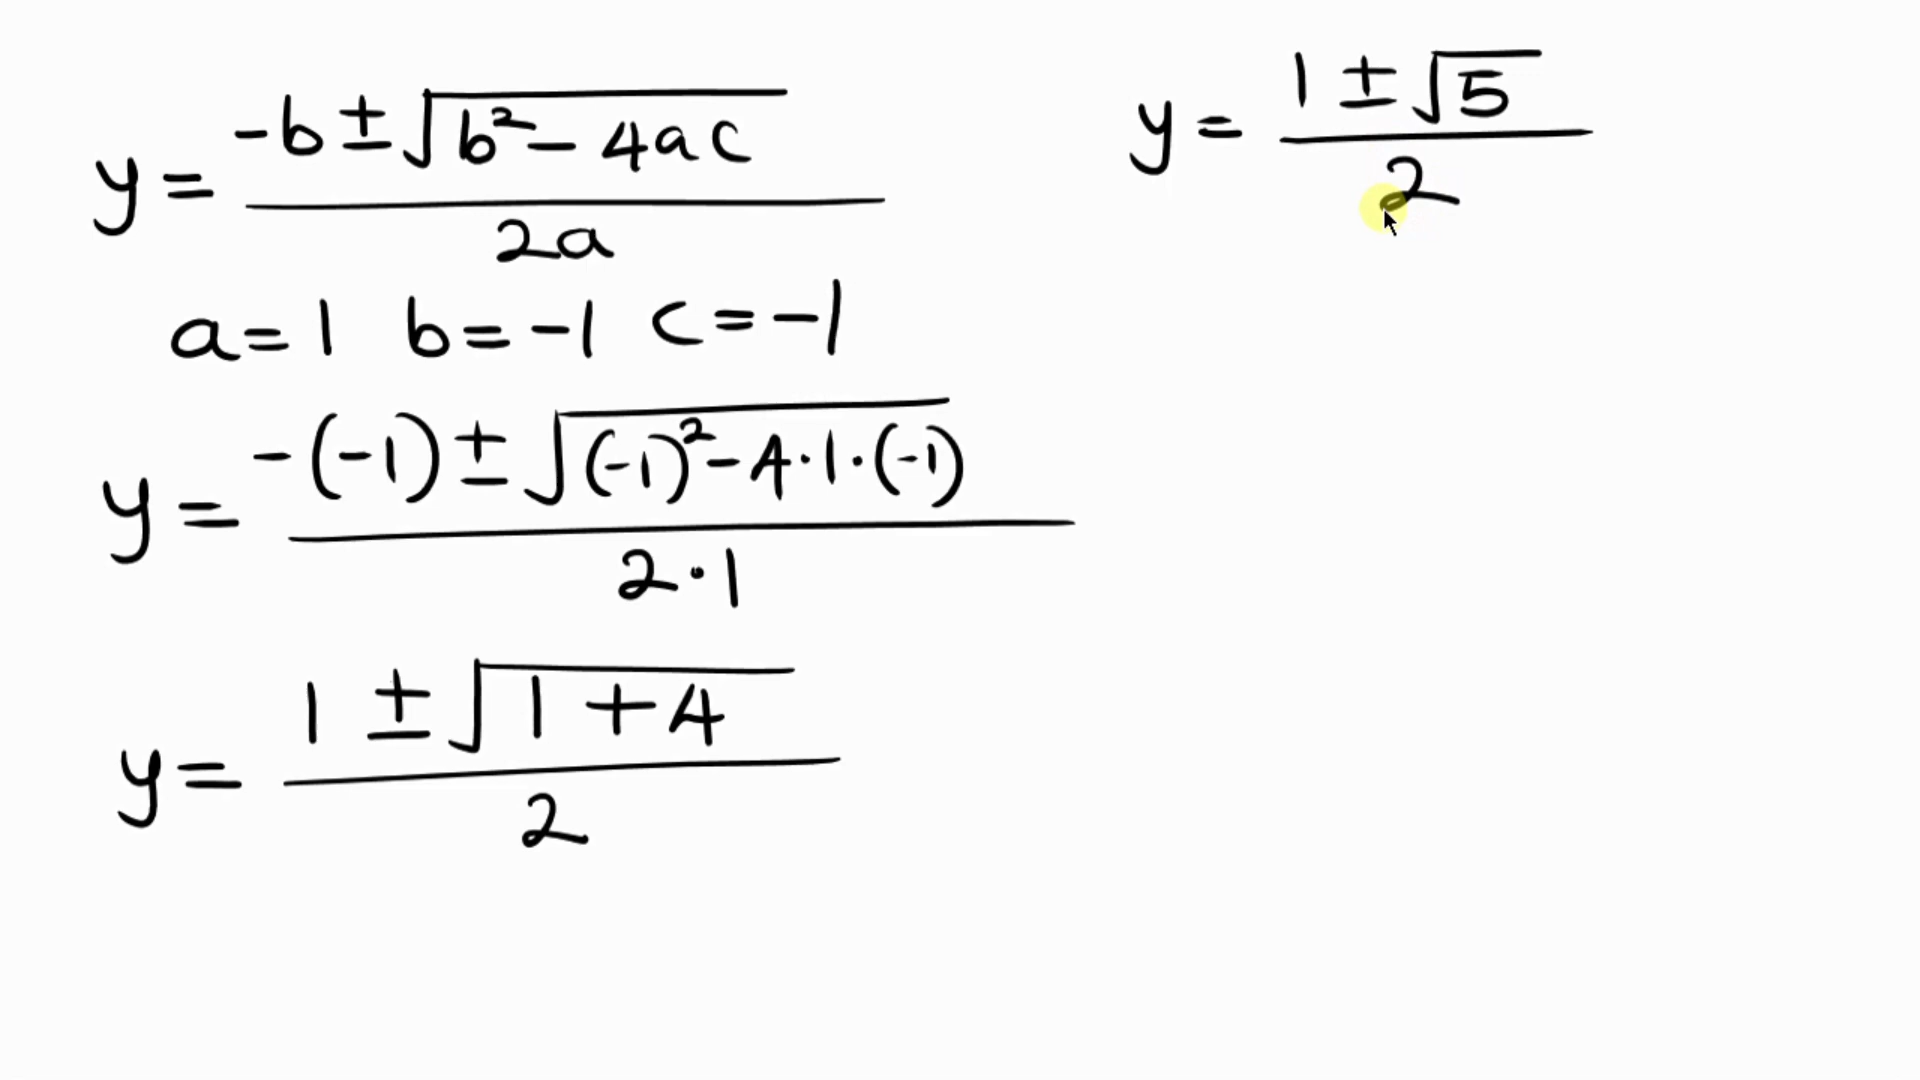 y = (-b ± √(b² - 4ac)) / 2a
a = 1 b = -1 c = -1
y = (-(-1) ± √((-1)² - 4·1·(-1))) / 2·1
y = (1 ± √(1 + 4)) / 2
y = (1 ± √5) / 2